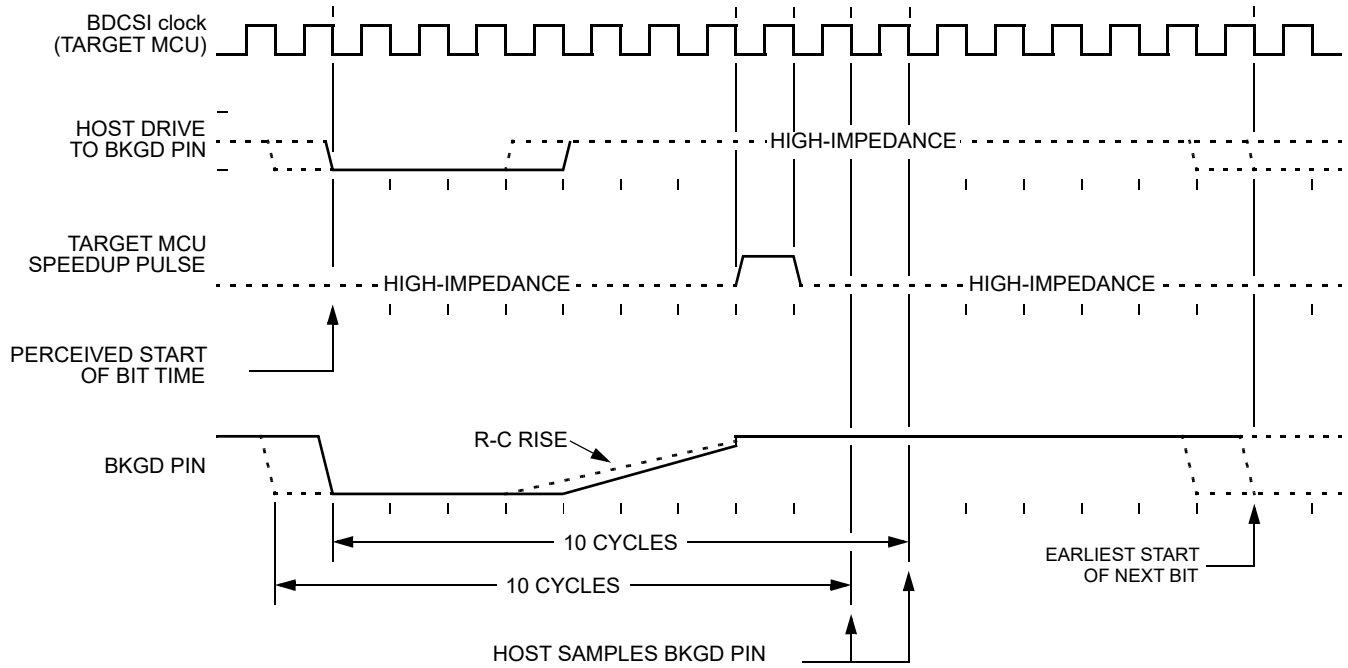 BDCSI clock
(TARGET MCU)
HOST DRIVE
TO BKGD PIN
HIGH-IMPEDANCE
TARGET MCU
SPEEDUP PULSE
HIGH-IMPEDANCE
HIGH-IMPEDANCE
PERCEIVED START
OF BIT TIME
R-C RISE
BKGD PIN
10 CYCLES
EARLIEST START
OF NEXT BIT
10 CYCLES
HOST SAMPLES BKGD PIN